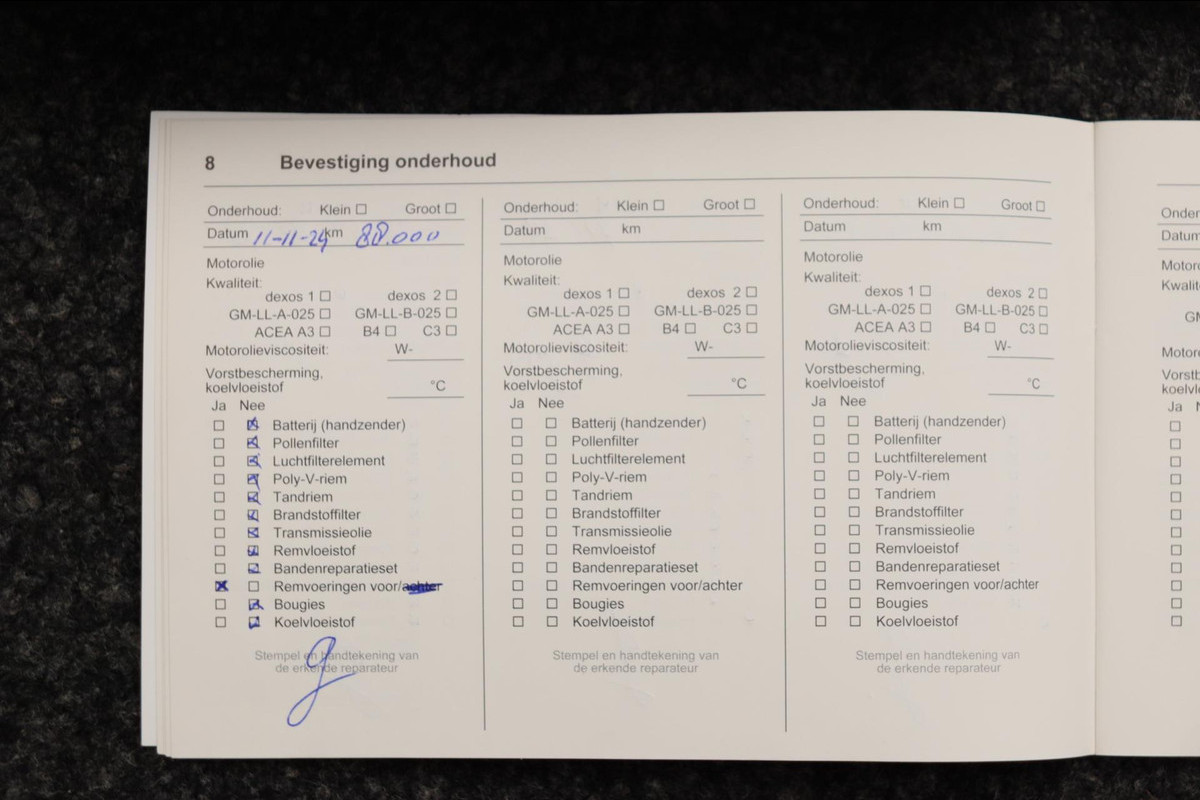 8 Bevestiging onderhoud
Onderhoud: Klein ☐ Groot ☐
Datum 11-11-24 km 88.000
Motorolie
Kwaliteit:
dexos 1 ☐ dexos 2 ☐
GM-LL-A-025 ☐ GM-LL-B-025 ☐
ACEA A3 ☐ B4 ☐ C3 ☐
Motorolieviscositeit: W-
Vorstbescherming,
koelvloeistof °C
Ja Nee
☐ ☒ Batterij (handzender)
☐ ☒ Pollenfilter
☐ ☒ Luchtfilterelement
☐ ☒ Poly-V-riem
☐ ☒ Tandriem
☐ ☒ Brandstoffilter
☐ ☒ Transmissieolie
☐ ☒ Remvloeistof
☐ ☒ Bandenreparatieset
☒ ☐ Remvoeringen voor/achter
☐ ☒ Bougies
☐ ☒ Koelvloeistof
Stempel en handtekening van
de erkende reparateur
Onderhoud: Klein ☐ Groot ☐
Datum km
Motorolie
Kwaliteit:
dexos 1 ☐ dexos 2 ☐
GM-LL-A-025 ☐ GM-LL-B-025 ☐
ACEA A3 ☐ B4 ☐ C3 ☐
Motorolieviscositeit: W-
Vorstbescherming,
koelvloeistof °C
Ja Nee
☐ ☐ Batterij (handzender)
☐ ☐ Pollenfilter
☐ ☐ Luchtfilterelement
☐ ☐ Poly-V-riem
☐ ☐ Tandriem
☐ ☐ Brandstoffilter
☐ ☐ Transmissieolie
☐ ☐ Remvloeistof
☐ ☐ Bandenreparatieset
☐ ☐ Remvoeringen voor/achter
☐ ☐ Bougies
☐ ☐ Koelvloeistof
Stempel en handtekening van
de erkende reparateur
Onderhoud: Klein ☐ Groot ☐
Datum km
Motorolie
Kwaliteit:
dexos 1 ☐ dexos 2 ☐
GM-LL-A-025 ☐ GM-LL-B-025 ☐
ACEA A3 ☐ B4 ☐ C3 ☐
Motorolieviscositeit: W-
Vorstbescherming,
koelvloeistof °C
Ja Nee
☐ ☐ Batterij (handzender)
☐ ☐ Pollenfilter
☐ ☐ Luchtfilterelement
☐ ☐ Poly-V-riem
☐ ☐ Tandriem
☐ ☐ Brandstoffilter
☐ ☐ Transmissieolie
☐ ☐ Remvloeistof
☐ ☐ Bandenreparatieset
☐ ☐ Remvoeringen voor/achter
☐ ☐ Bougies
☐ ☐ Koelvloeistof
Stempel en handtekening van
de erkende reparateur
Ja